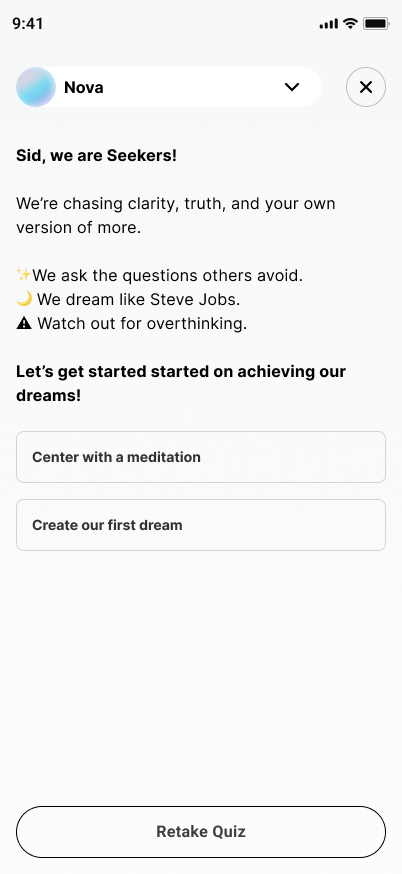 9:41
Nova
Sid, we are Seekers!
We’re chasing clarity, truth, and your own
version of more.
✨We ask the questions others avoid.
🌙 We dream like Steve Jobs.
⚠ Watch out for overthinking.
Let’s get started started on achieving our
dreams!
Center with a meditation
Create our first dream
Retake Quiz